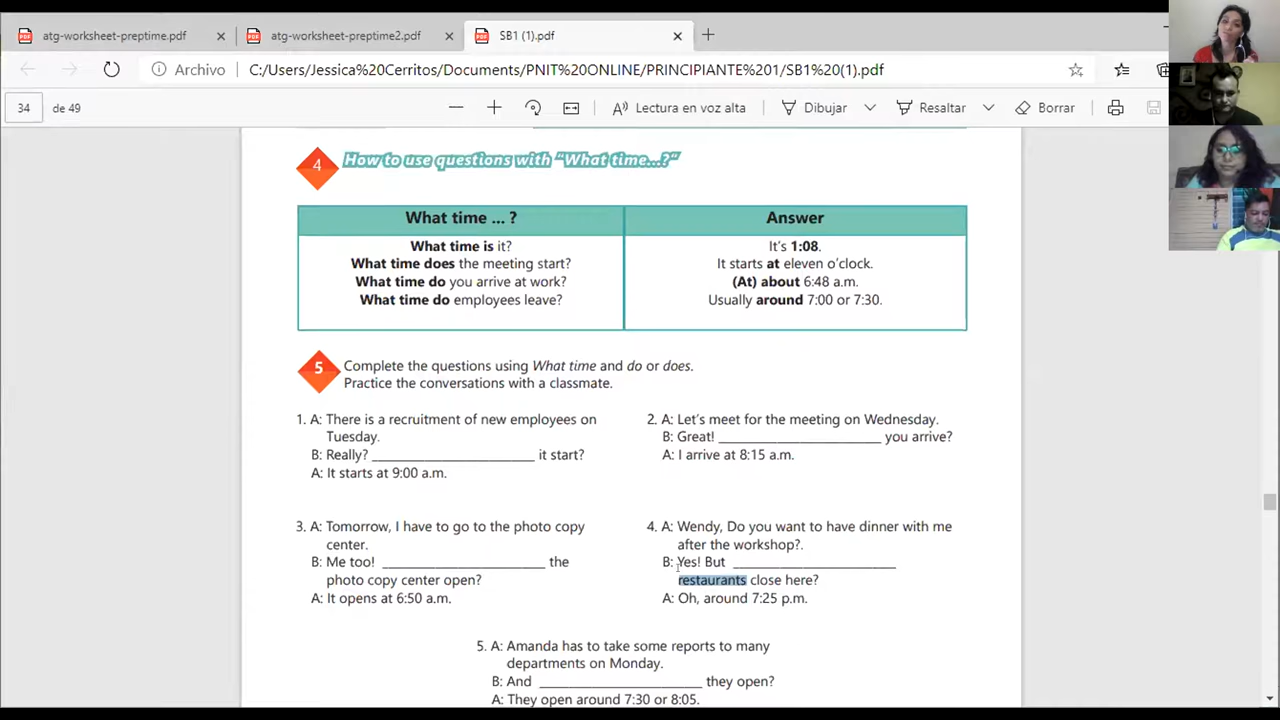 atg-worksheet-preptime.pdf
atg-worksheet-preptime2.pdf
SB1 (1).pdf
Archivo
C:/Users/Jessica%20Cerritos/Documents/PNIT%20ONLINE/PRINCIPIANTE%201/SB1%20(1).pdf
34 de 49
Lectura en voz alta
Dibujar
Resaltar
Borrar
4 How to use questions with "What time...?"
What time ... ?
Answer
What time is it?
It's 1:08.
What time does the meeting start?
It starts at eleven o'clock.
What time do you arrive at work?
(At) about 6:48 a.m.
What time do employees leave?
Usually around 7:00 or 7:30.
5 Complete the questions using What time and do or does.
Practice the conversations with a classmate.
1. A: There is a recruitment of new employees on
Tuesday.
B: Really? _______________________ it start?
A: It starts at 9:00 a.m.
2. A: Let's meet for the meeting on Wednesday.
B: Great! _______________________ you arrive?
A: I arrive at 8:15 a.m.
3. A: Tomorrow, I have to go to the photo copy
center.
B: Me too! _______________________ the
photo copy center open?
A: It opens at 6:50 a.m.
4. A: Wendy, Do you want to have dinner with me
after the workshop?.
B: Yes! But _______________________
restaurants close here?
A: Oh, around 7:25 p.m.
5. A: Amanda has to take some reports to many
departments on Monday.
B: And _______________________ they open?
A: They open around 7:30 or 8:05.